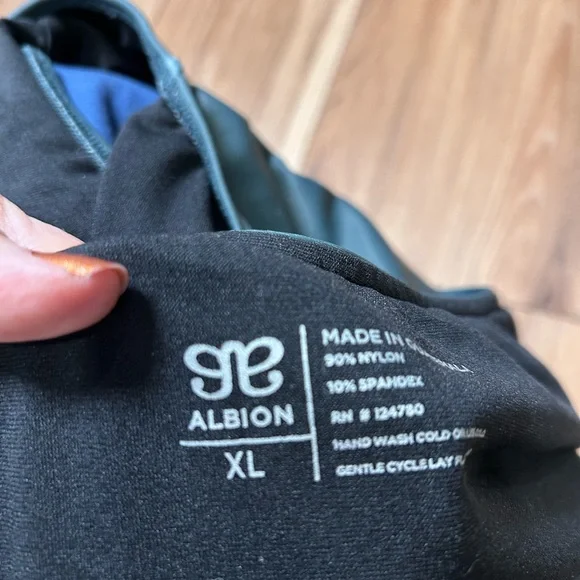 ALBION
XL
MADE IN
90% NYLON
10% SPANDEX
RN # 124780
HAND WASH COLD
GENTLE CYCLE LAY